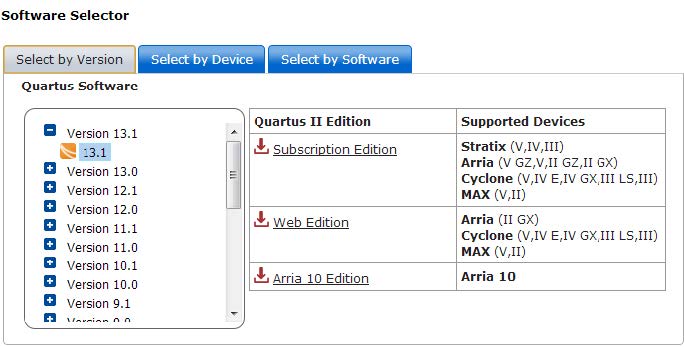 Software Selector
Select by Version
Select by Device
Select by Software
Quartus Software
Version 13.1
13.1
Version 13.0
Version 12.1
Version 12.0
Version 11.1
Version 11.0
Version 10.1
Version 10.0
Version 9.1
Quartus II Edition
Supported Devices
Subscription Edition
Stratix (V,IV,III)
Arria (V GZ,V,II GZ,II GX)
Cyclone (V,IV E,IV GX,III LS,III)
MAX (V,II)
Web Edition
Arria (II GX)
Cyclone (V,IV E,IV GX,III LS,III)
MAX (V,II)
Arria 10 Edition
Arria 10